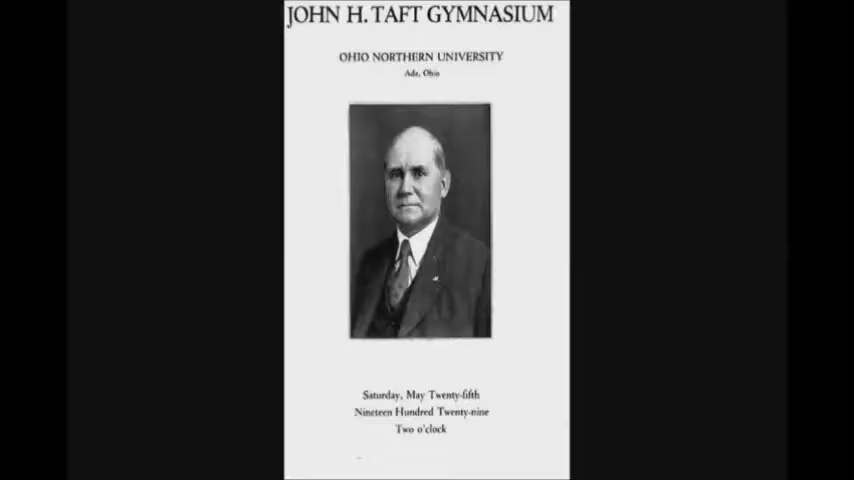 JOHN H. TAFT GYMNASIUM
OHIO NORTHERN UNIVERSITY
Ada, Ohio
Saturday, May Twenty-fifth
Nineteen Hundred Twenty-nine
Two o'clock